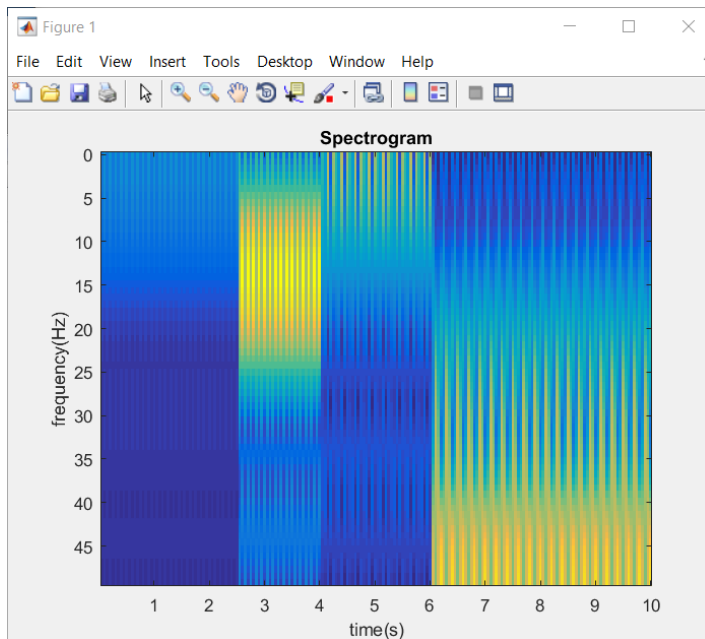 Figure 1
File Edit View Insert Tools Desktop Window Help
Spectrogram
0
5
10
15
20
25
30
35
40
45
frequency(Hz)
1 2 3 4 5 6 7 8 9 10
time(s)